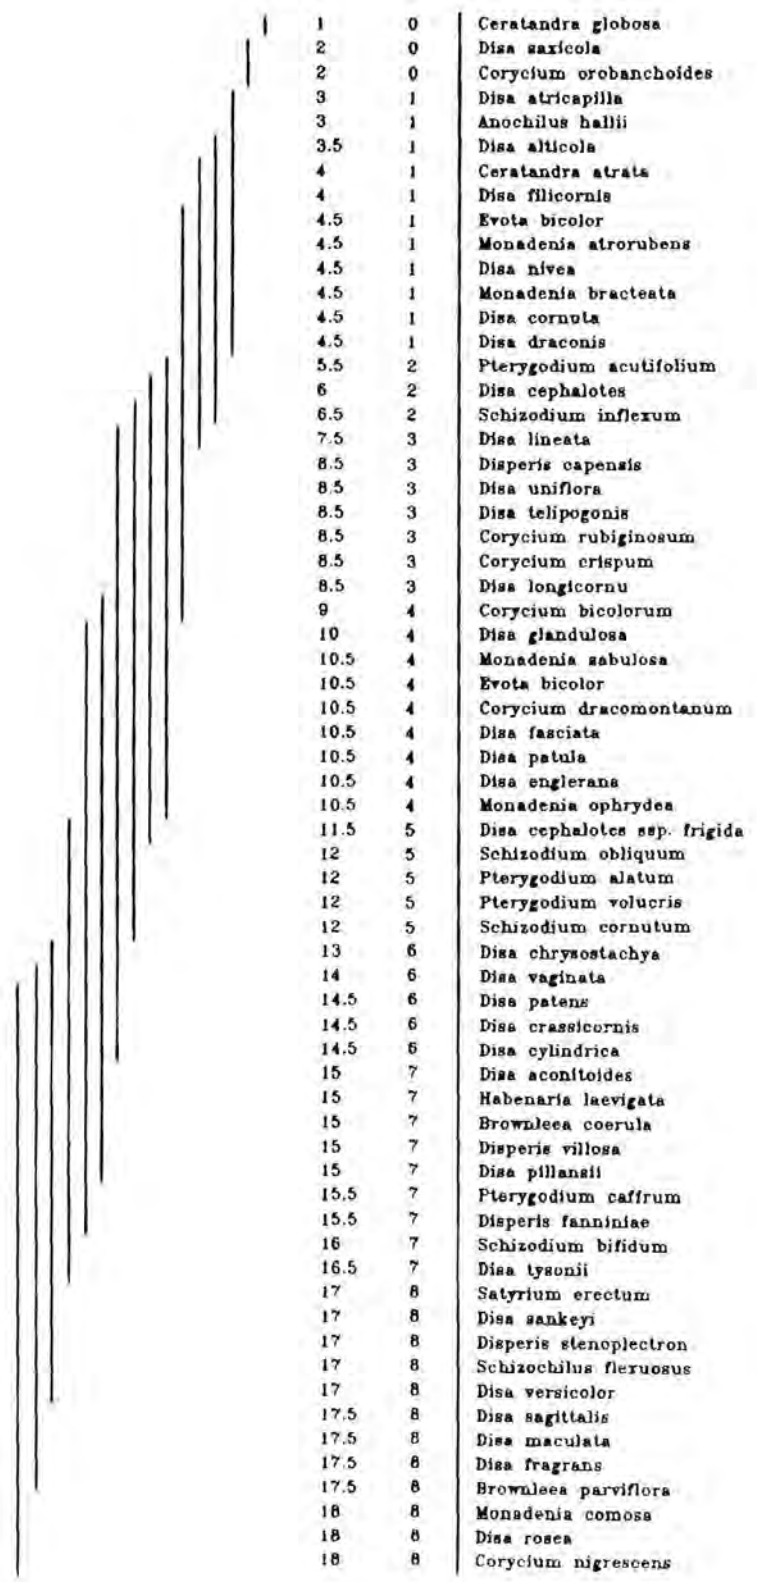 1 0 Ceratandra globosa
2 0 Disa saxicola
2 0 Corycium orobanchoides
3 1 Disa atricapilla
3 1 Anochilus hallii
3.5 1 Disa alticola
4 1 Ceratandra atrata
4 1 Disa filicornis
4.5 1 Evota bicolor
4.5 1 Monadenia atrorubens
4.5 1 Disa nivea
4.5 1 Monadenia bracteata
4.5 1 Disa cornuta
4.5 1 Disa draconis
5.5 2 Pterygodium acutifolium
6 2 Disa cephalotes
6.5 2 Schizodium inflexum
7.5 3 Disa lineata
8.5 3 Disperis capensis
8.5 3 Disa uniflora
8.5 3 Disa telipogonis
8.5 3 Corycium rubiginosum
8.5 3 Corycium crispum
8.5 3 Disa longicornu
9 4 Corycium bicolorum
10 4 Disa glandulosa
10.5 4 Monadenia sabulosa
10.5 4 Evota bicolor
10.5 4 Corycium dracomontanum
10.5 4 Disa fasciata
10.5 4 Disa patula
10.5 4 Disa englerana
10.5 4 Monadenia ophrydea
11.5 5 Disa cephalotes ssp. frigida
12 5 Schizodium obliquum
12 5 Pterygodium alatum
12 5 Pterygodium volucris
12 5 Schizodium cornutum
13 6 Disa chrysostachya
14 6 Disa vaginata
14.5 6 Disa patens
14.5 6 Disa crassicornis
14.5 6 Disa cylindrica
15 7 Disa aconitoides
15 7 Habenaria laevigata
15 7 Brownleea coerula
15 7 Disperis villosa
15 7 Disa pillansii
15.5 7 Pterygodium caffrum
15.5 7 Disperis fanniniae
16 7 Schizodium bifidum
16.5 7 Disa tysonii
17 8 Satyrium erectum
17 8 Disa sankeyi
17 8 Disperis stenoplectron
17 8 Schizochilus flexuosus
17 8 Disa versicolor
17.5 8 Disa sagittalis
17.5 8 Disa maculata
17.5 8 Disa fragrans
17.5 8 Brownleea parviflora
18 8 Monadenia comosa
18 8 Disa rosea
18 8 Corycium nigrescens